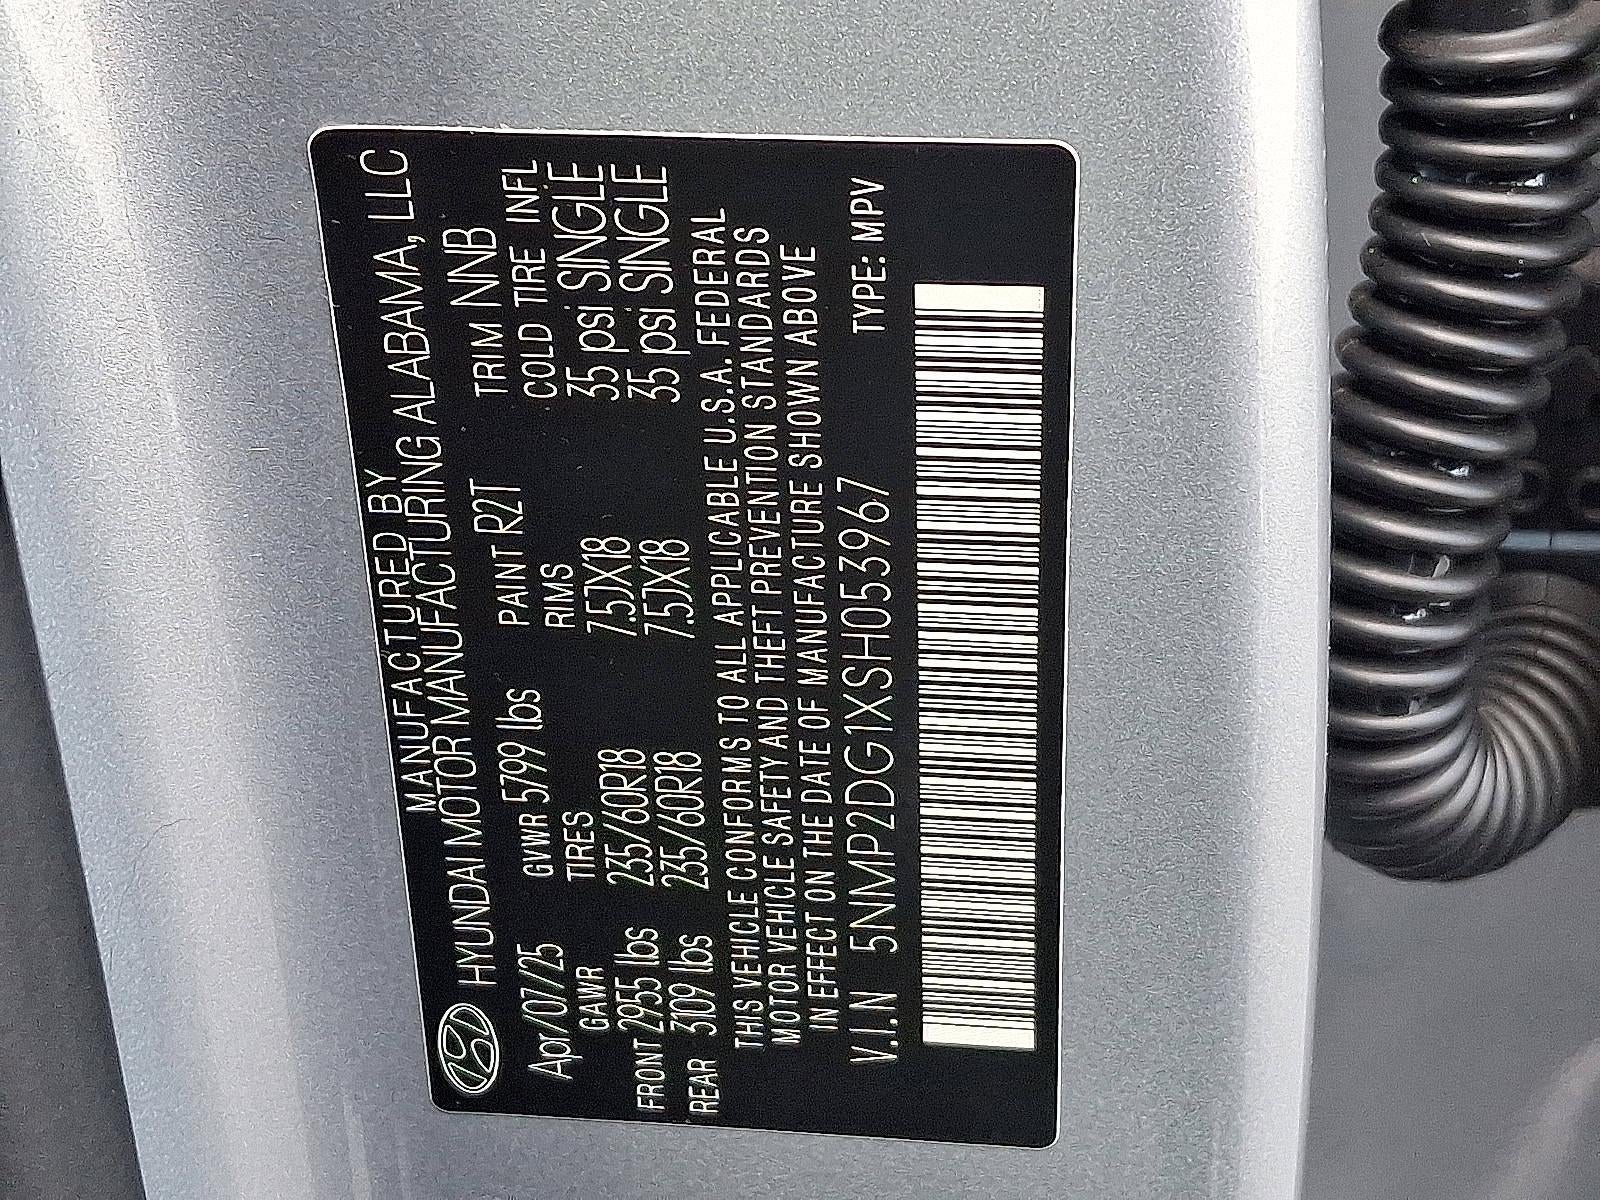 MANUFACTURED BY
HYUNDAI MOTOR MANUFACTURING ALABAMA, LLC
Apr/07/25 GVWR 5799 lbs PAINT R2T TRIM NNB
GAWR TIRES RIMS COLD TIRE INFL
FRONT 2955 lbs 235/60R18 7.5JX18 35 psi SINGLE
REAR 3109 lbs 235/60R18 7.5JX18 35 psi SINGLE
THIS VEHICLE CONFORMS TO ALL APPLICABLE U.S.A. FEDERAL
MOTOR VEHICLE SAFETY AND THEFT PREVENTION STANDARDS
IN EFFECT ON THE DATE OF MANUFACTURE SHOWN ABOVE
V.I.N 5NMP2DG1XSH053967 TYPE: MPV